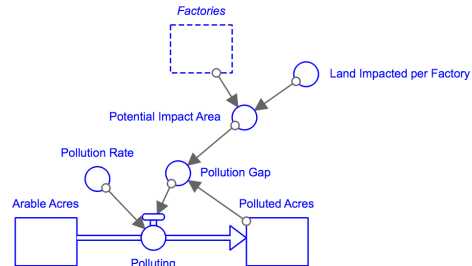 Factories
Land Impacted per Factory
Potential Impact Area
Pollution Rate
Pollution Gap
Arable Acres
Polluted Acres
Polluting